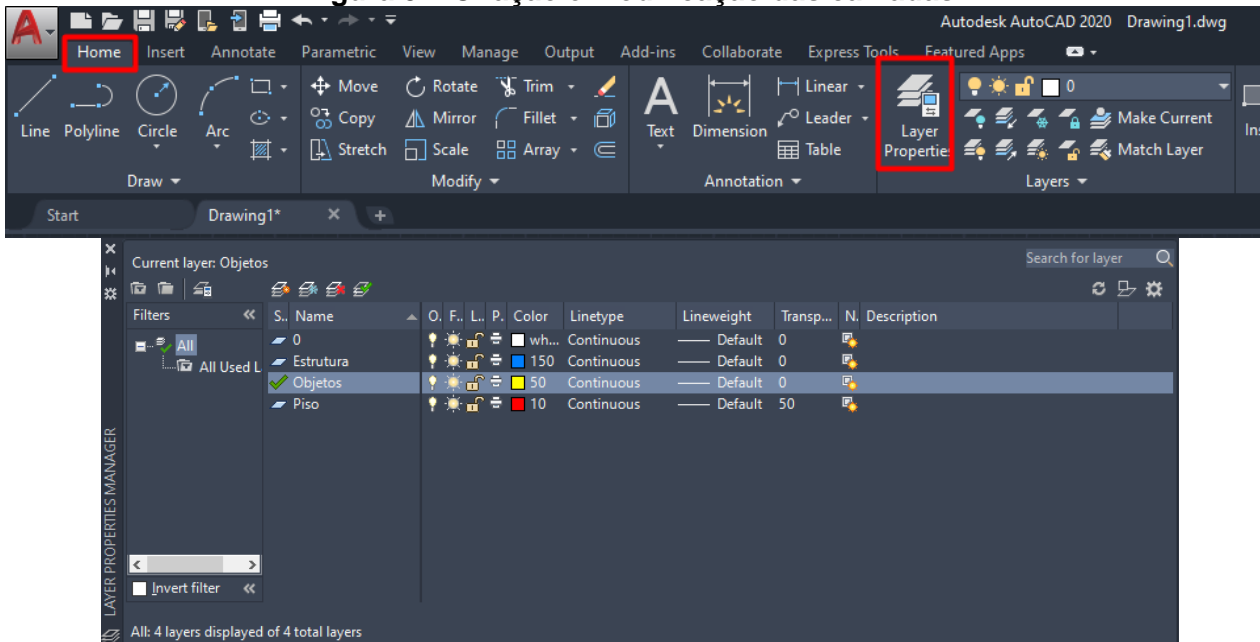 Autodesk AutoCAD 2020 Drawing1.dwg
Home Insert Annotate Parametric View Manage Output Add-ins Collaborate Express Tools Featured Apps
Move Rotate Trim Linear 0
Line Polyline Circle Arc Copy Mirror Fillet Text Dimension Leader Layer Properties Make Current
Stretch Scale Array Table Match Layer
Draw Modify Annotation Layers
Start Drawing1* +
Current layer: Objetos Search for layer
Filters S.. Name O. F.. L.. P. Color Linetype Lineweight Transp... N. Description
All 0 wh... Continuous Default 0
All Used L Estrutura 150 Continuous Default 0
Objetos 50 Continuous Default 0
Piso 10 Continuous Default 50
LAYER PROPERTIES MANAGER
Invert filter
All: 4 layers displayed of 4 total layers